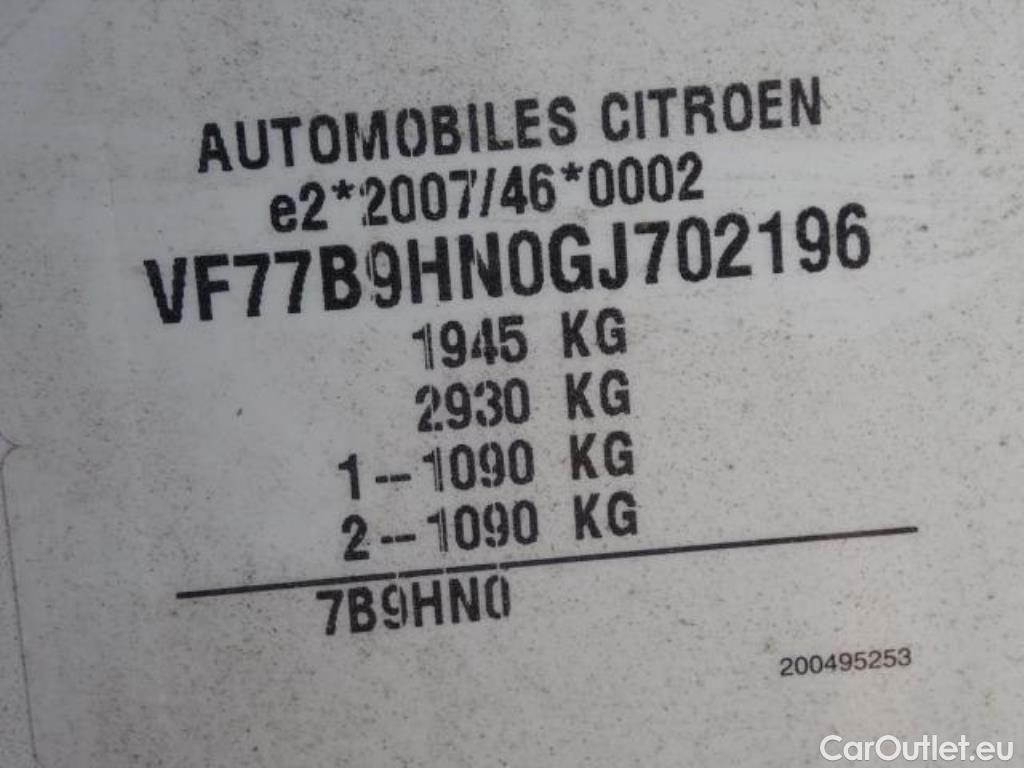 AUTOMOBILES CITROEN
e2*2007/46*0002
VF77B9HN0GJ702196
1945 KG
2930 KG
1--1090 KG
2--1090 KG
7B9HN0
200495253
CarOutlet.eu